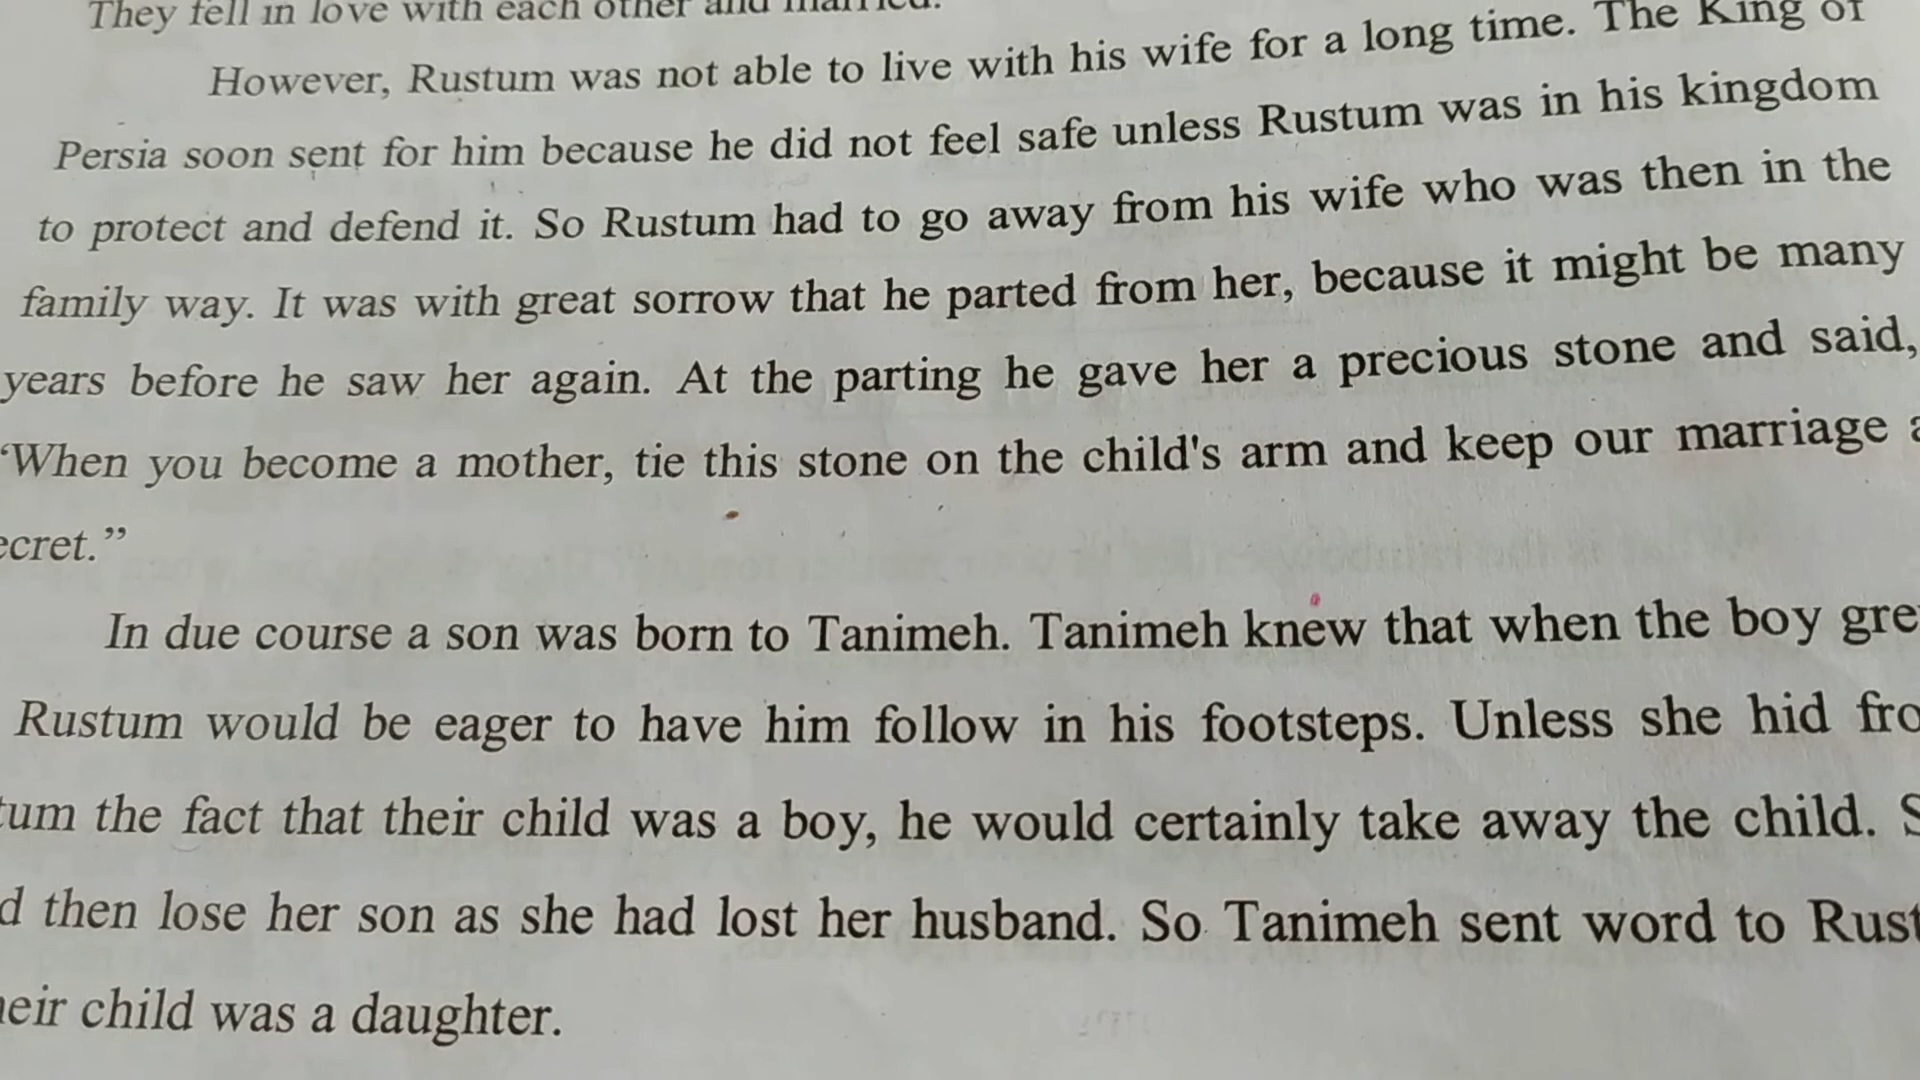 They fell in love with each other and married.
However, Rustum was not able to live with his wife for a long time. The King of
Persia soon sent for him because he did not feel safe unless Rustum was in his kingdom
to protect and defend it. So Rustum had to go away from his wife who was then in the
family way. It was with great sorrow that he parted from her, because it might be many
years before he saw her again. At the parting he gave her a precious stone and said,
“When you become a mother, tie this stone on the child's arm and keep our marriage a
ecret.”
In due course a son was born to Tanimeh. Tanimeh knew that when the boy gre
Rustum would be eager to have him follow in his footsteps. Unless she hid fro
tum the fact that their child was a boy, he would certainly take away the child. S
d then lose her son as she had lost her husband. So Tanimeh sent word to Rust
heir child was a daughter.